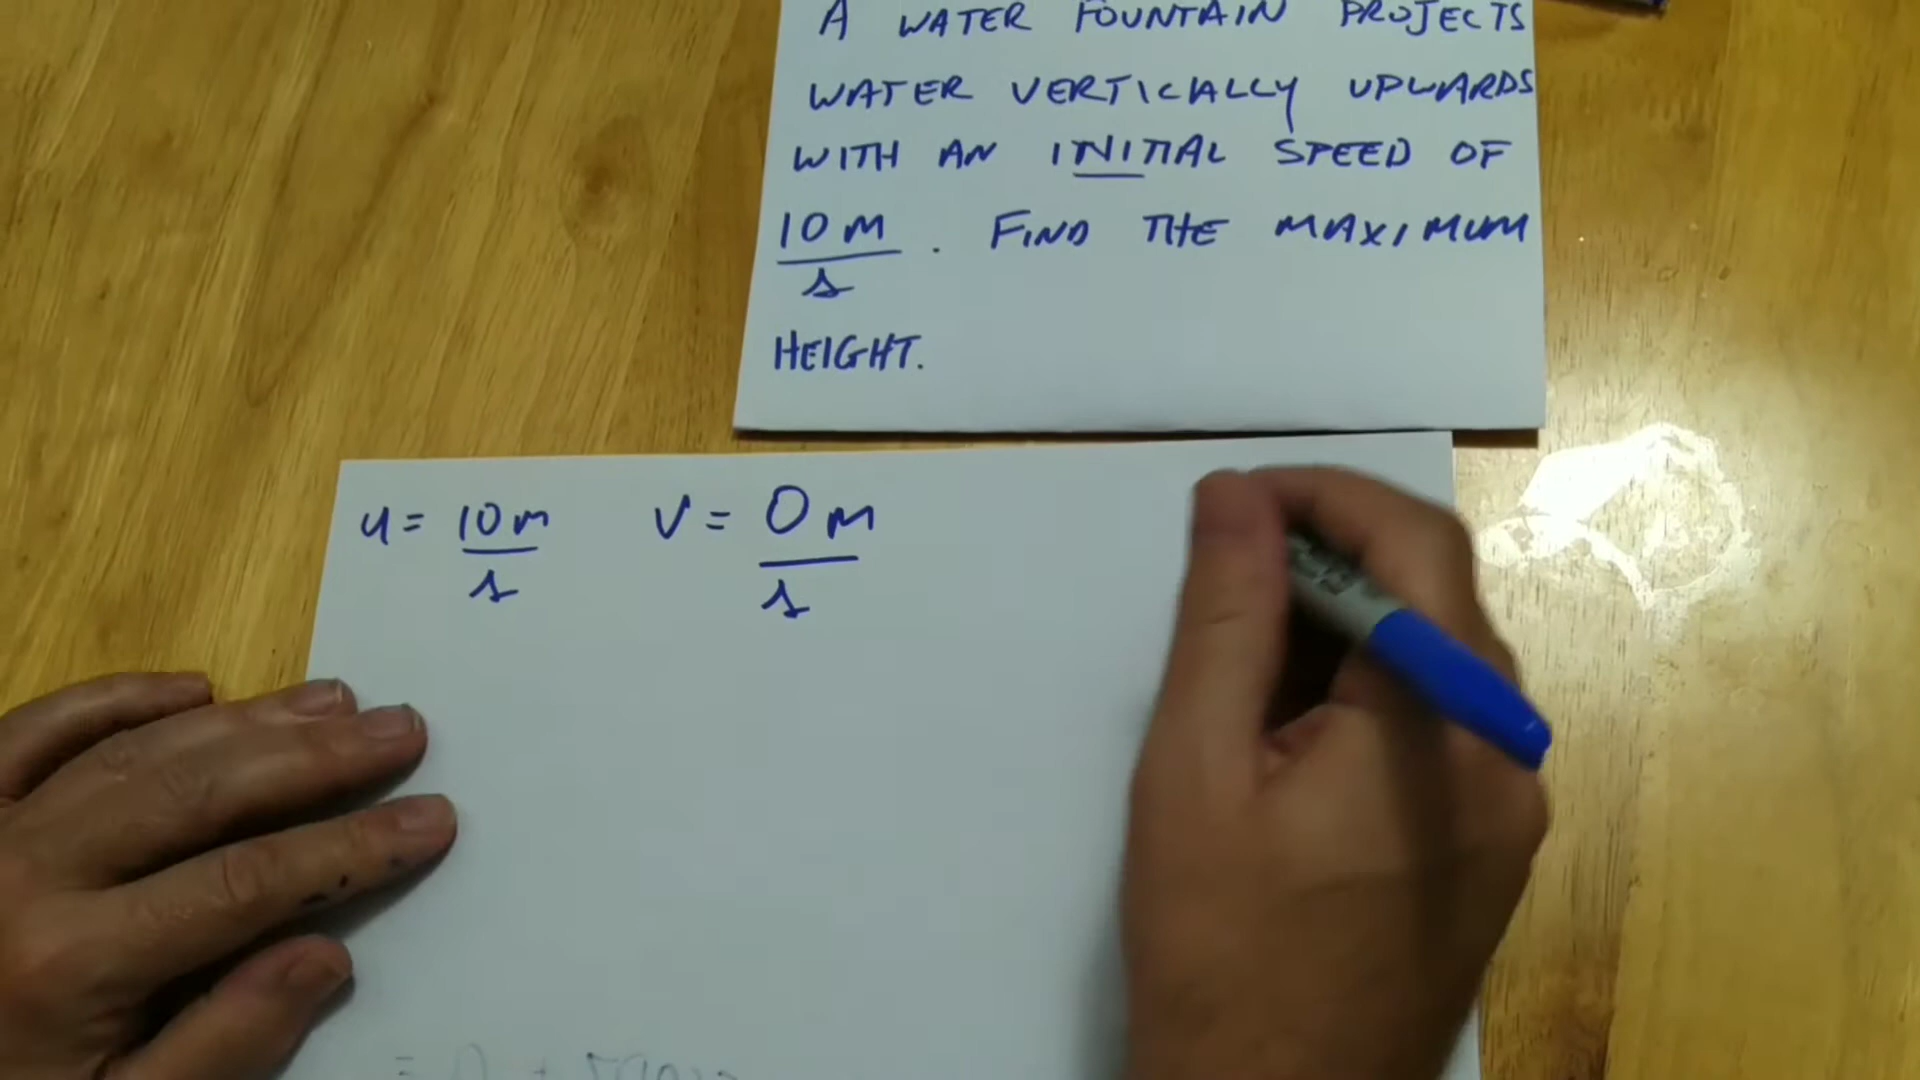 A WATER FOUNTAIN PROJECTS
WATER VERTICALLY UPWARDS
WITH AN INITIAL SPEED OF
10 m/s. FIND THE MAXIMUM
HEIGHT.
u = 10 m/s v = 0 m/s